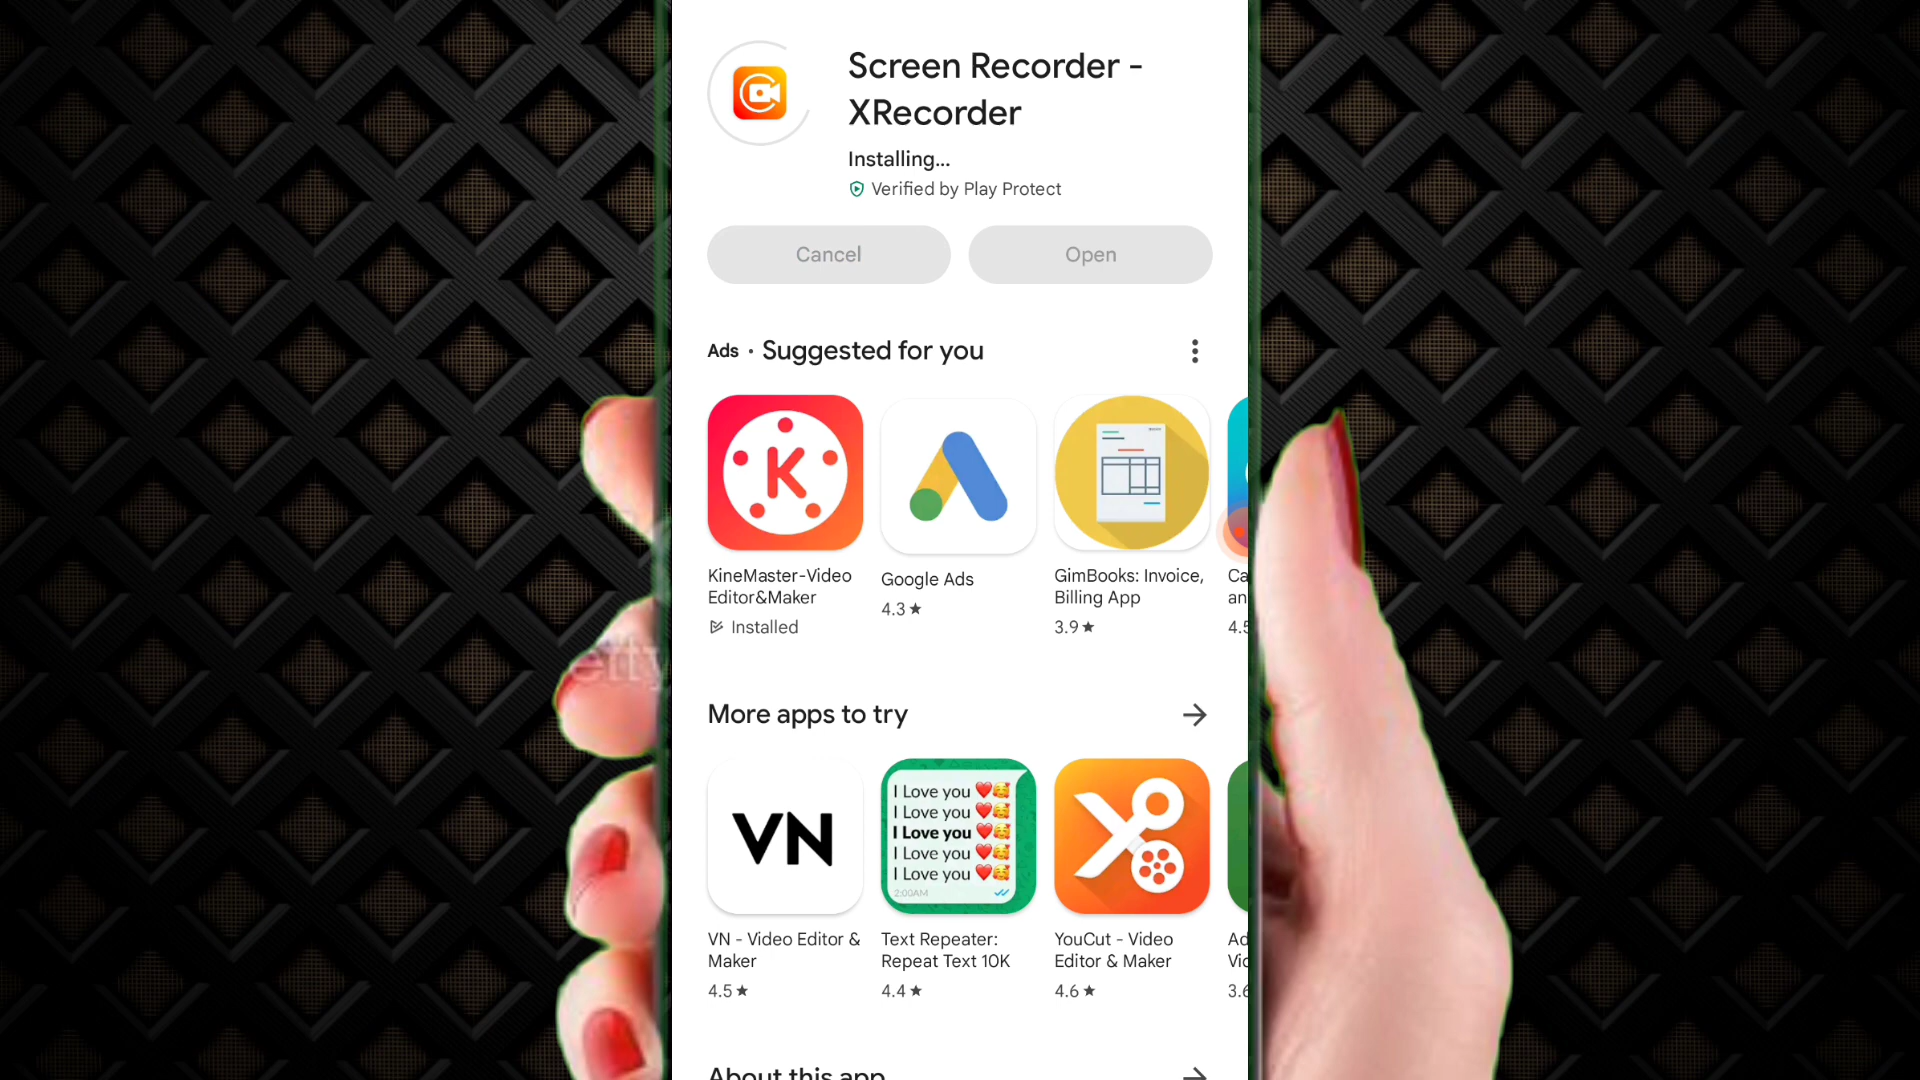 Screen Recorder -
XRecorder
Installing...
Verified by Play Protect
Cancel
Open
Ads • Suggested for you
K
KineMaster-Video
Editor&Maker
Installed
Google Ads
4.3★
GimBooks: Invoice,
Billing App
3.9★
Ca
an
4.5
More apps to try
VN
VN - Video Editor &
Maker
4.5★
I Love you ❤️🥰
I Love you ❤️🥰
I Love you ❤️🥰
I Love you ❤️🥰
I Love you ❤️🥰
2:00AM
Text Repeater:
Repeat Text 10K
4.4★
YouCut - Video
Editor & Maker
4.6★
Ad
Vic
3.6
About this app